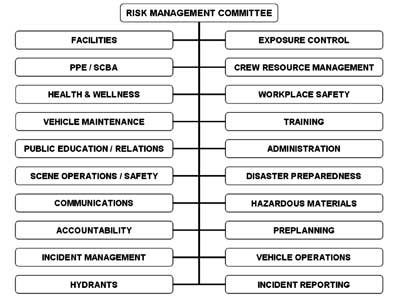 RISK MANAGEMENT COMMITTEE
FACILITIES
EXPOSURE CONTROL
PPE / SCBA
CREW RESOURCE MANAGEMENT
HEALTH & WELLNESS
WORKPLACE SAFETY
VEHICLE MAINTENANCE
TRAINING
PUBLIC EDUCATION / RELATIONS
ADMINISTRATION
SCENE OPERATIONS / SAFETY
DISASTER PREPAREDNESS
COMMUNICATIONS
HAZARDOUS MATERIALS
ACCOUNTABILITY
PREPLANNING
INCIDENT MANAGEMENT
VEHICLE OPERATIONS
HYDRANTS
INCIDENT REPORTING